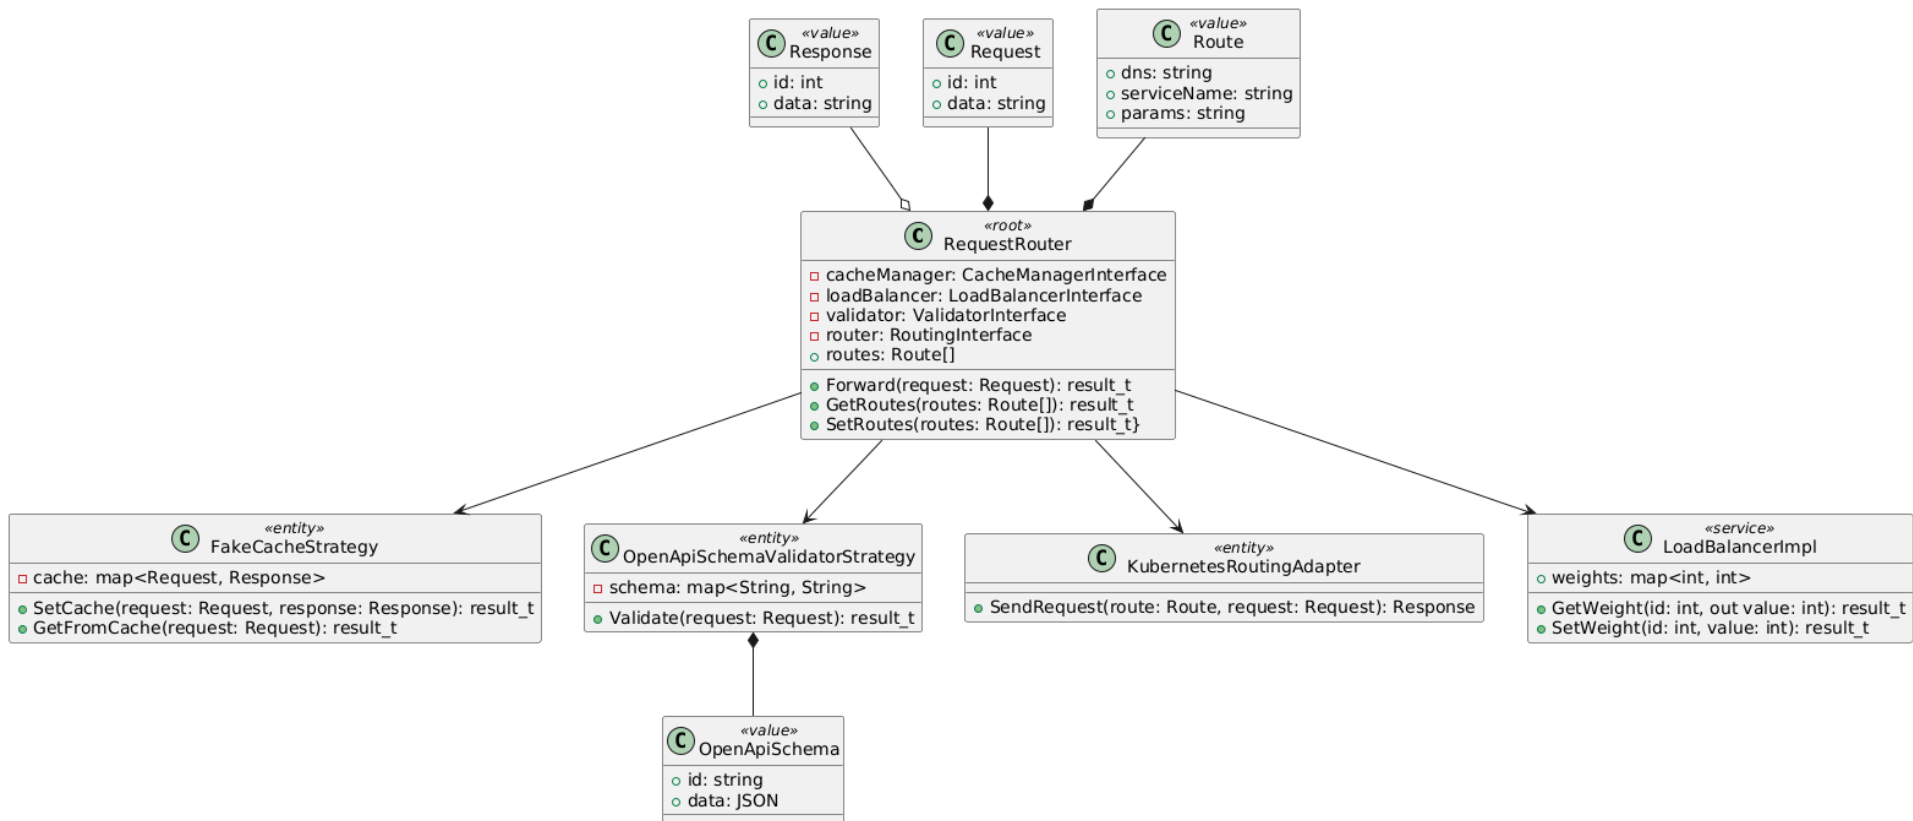 C «value»
Response
id: int
data: string
C «value»
Request
id: int
data: string
C «value»
Route
dns: string
serviceName: string
params: string
C «root»
RequestRouter
cacheManager: CacheManagerInterface
loadBalancer: LoadBalancerInterface
validator: ValidatorInterface
router: RoutingInterface
routes: Route[]
Forward(request: Request): result_t
GetRoutes(routes: Route[]): result_t
SetRoutes(routes: Route[]): result_t}
C «entity»
FakeCacheStrategy
cache: map<Request, Response>
SetCache(request: Request, response: Response): result_t
GetFromCache(request: Request): result_t
C «entity»
OpenApiSchemaValidatorStrategy
schema: map<String, String>
Validate(request: Request): result_t
C «entity»
KubernetesRoutingAdapter
SendRequest(route: Route, request: Request): Response
C «service»
LoadBalancerImpl
weights: map<int, int>
GetWeight(id: int, out value: int): result_t
SetWeight(id: int, value: int): result_t
C «value»
OpenApiSchema
id: string
data: JSON